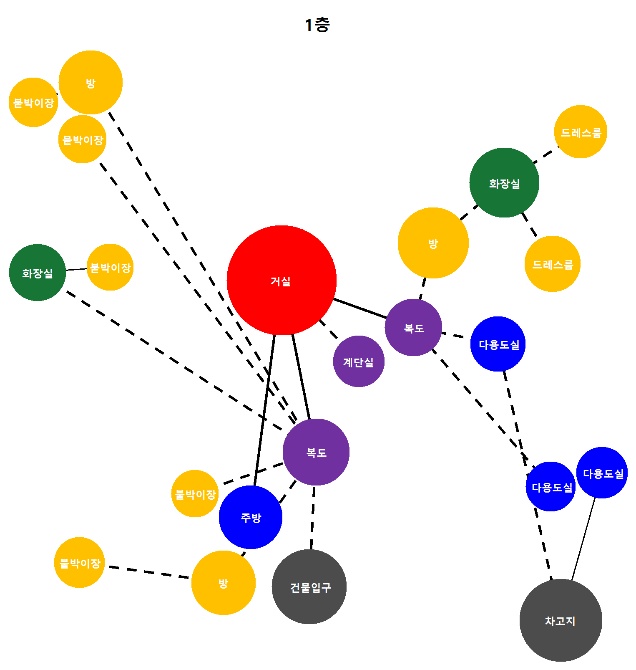 1층
방
붙박이장
붙박이장
드레스룸
화장실
방
드레스룸
화장실
붙박이장
거실
복도
다용도실
계단실
복도
다용도실
다용도실
붙박이장
주방
붙박이장
방
건물입구
차고지